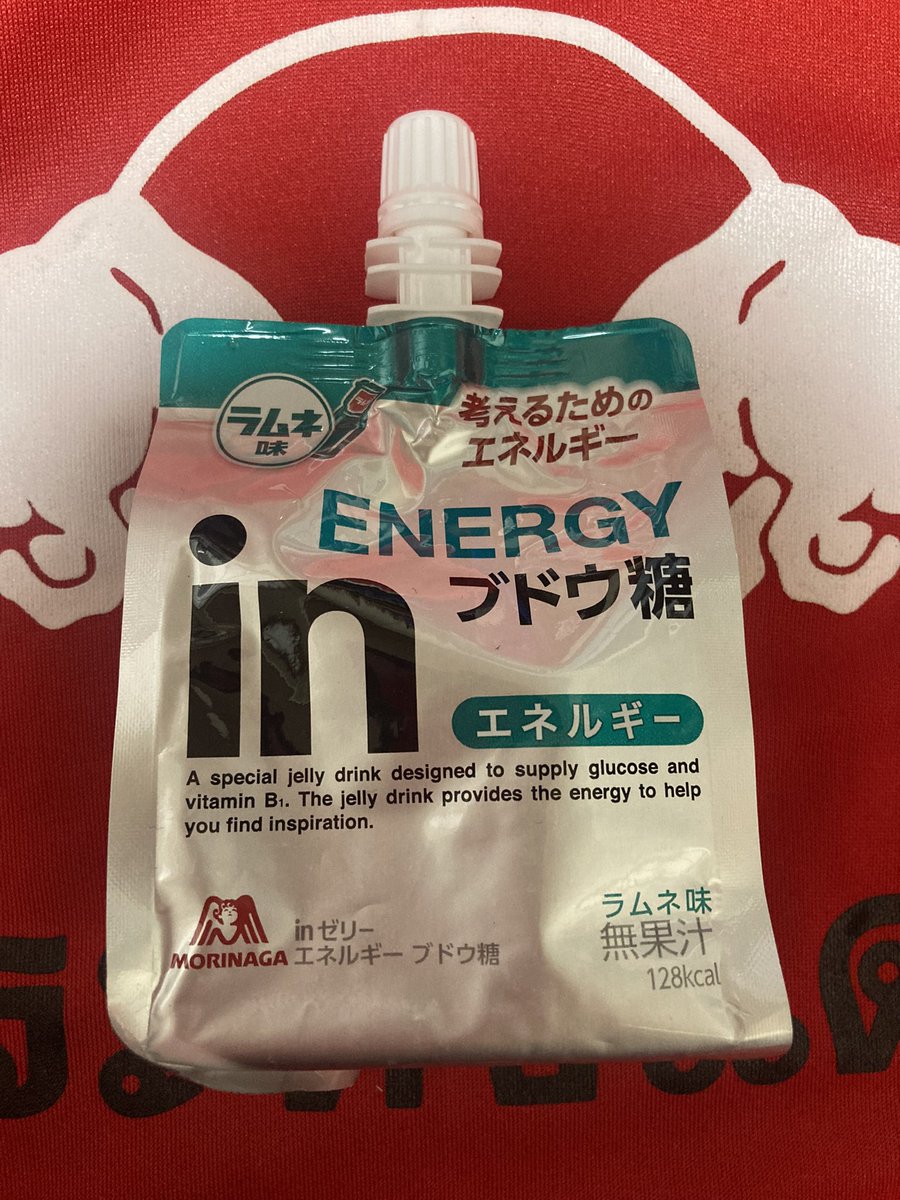 ラムネ
味
ラムネ
考えるための
エネルギー
ENERGY
in
ブドウ糖
エネルギー
A special jelly drink designed to supply glucose and
vitamin B₁. The jelly drink provides the energy to help
you find inspiration.
MORINAGA
inゼリー
エネルギー ブドウ糖
ラムネ味
無果汁
128kcal